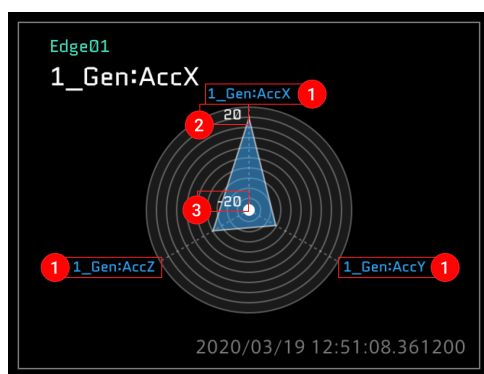 Edge01
1_Gen:AccX
1_Gen:AccX 1
20
2
-20
3
1 1_Gen:AccZ
1_Gen:AccY 1
2020/03/19 12:51:08.361200